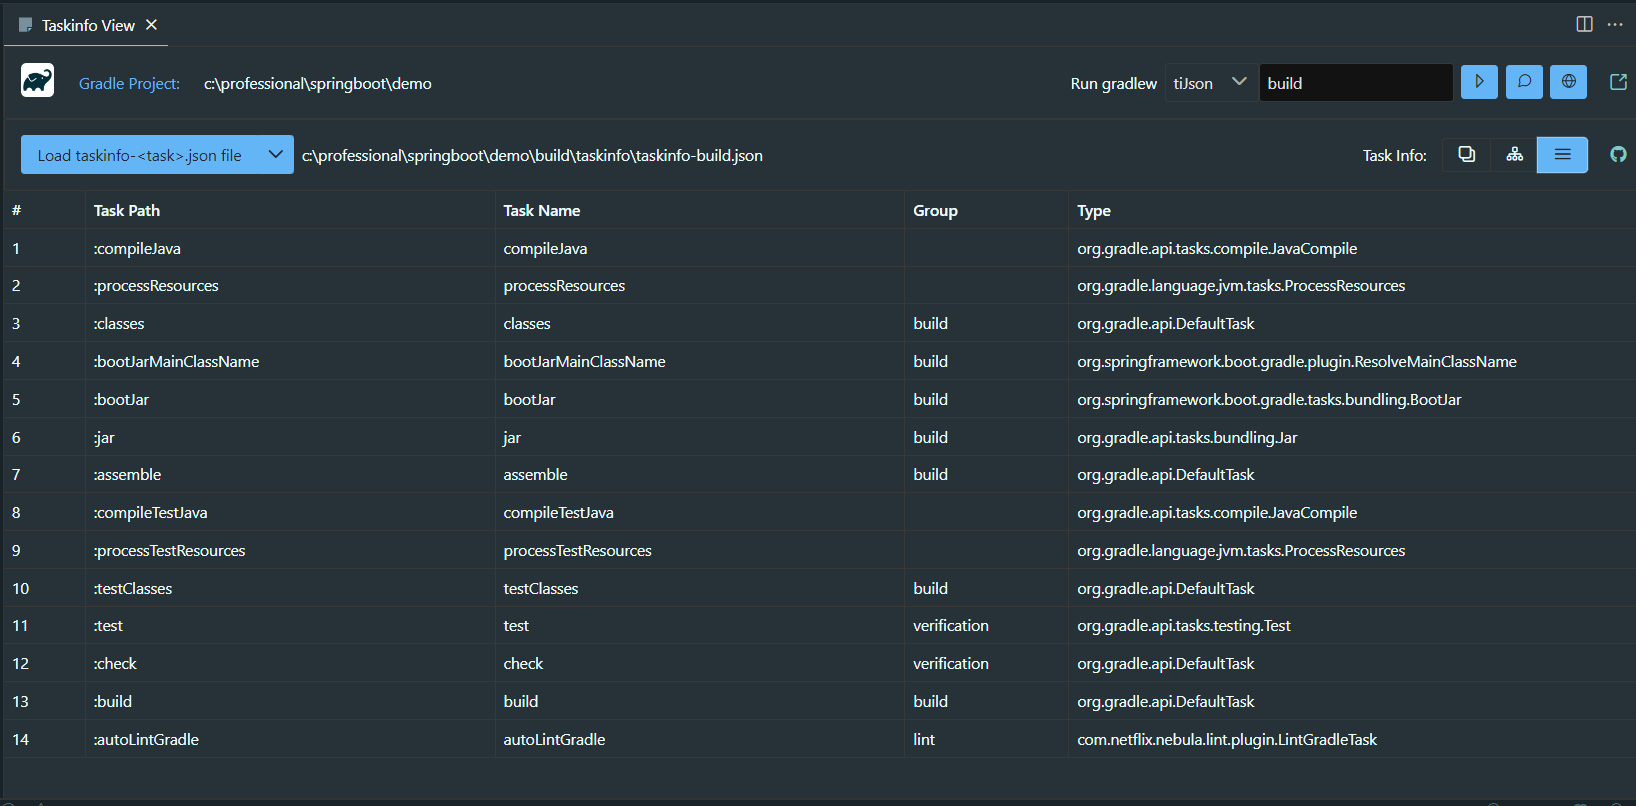 Taskinfo View
Gradle Project: c:\professional\springboot\demo Run gradlew tiJson build
Load taskinfo-<task>.json file c:\professional\springboot\demo\build\taskinfo\taskinfo-build.json Task Info:
# Task Path Task Name Group Type
1 :compileJava compileJava org.gradle.api.tasks.compile.JavaCompile
2 :processResources processResources org.gradle.language.jvm.tasks.ProcessResources
3 :classes classes build org.gradle.api.DefaultTask
4 :bootJarMainClassName bootJarMainClassName build org.springframework.boot.gradle.plugin.ResolveMainClassName
5 :bootJar bootJar build org.springframework.boot.gradle.tasks.bundling.BootJar
6 :jar jar build org.gradle.api.tasks.bundling.Jar
7 :assemble assemble build org.gradle.api.DefaultTask
8 :compileTestJava compileTestJava org.gradle.api.tasks.compile.JavaCompile
9 :processTestResources processTestResources org.gradle.language.jvm.tasks.ProcessResources
10 :testClasses testClasses build org.gradle.api.DefaultTask
11 :test test verification org.gradle.api.tasks.testing.Test
12 :check check verification org.gradle.api.DefaultTask
13 :build build build org.gradle.api.DefaultTask
14 :autoLintGradle autoLintGradle lint com.netflix.nebula.lint.plugin.LintGradleTask